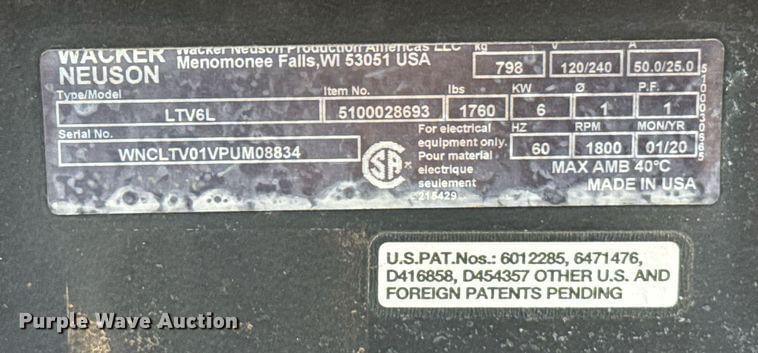 WACKER NEUSON
Wacker Neuson Production Americas LLC
Menomonee Falls,WI 53051 USA
kg V A
798 120/240 50.0/25.0
Type/Model Item No. lbs KW Ø P.F.
LTV6L 5100028693 1760 6 1 1
Serial No. HZ RPM MON/YR
WNCLTV01VPUM08834 60 1800 01/20
For electrical
equipment only.
Pour material
electrique
seulement
215429
MAX AMB 40°C
MADE IN USA
U.S.PAT.Nos.: 6012285, 6471476,
D416858, D454357 OTHER U.S. AND
FOREIGN PATENTS PENDING
Purple Wave Auction